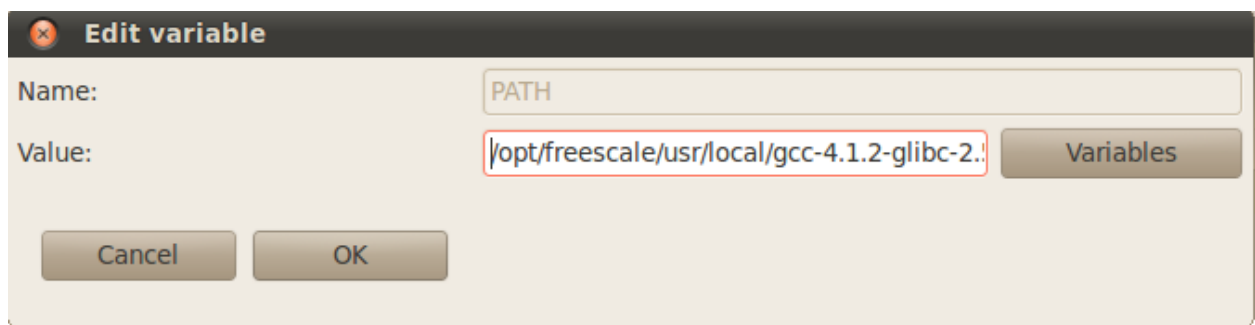 Edit variable
Name: PATH
Value: /opt/freescale/usr/local/gcc-4.1.2-glibc-2. Variables
Cancel OK